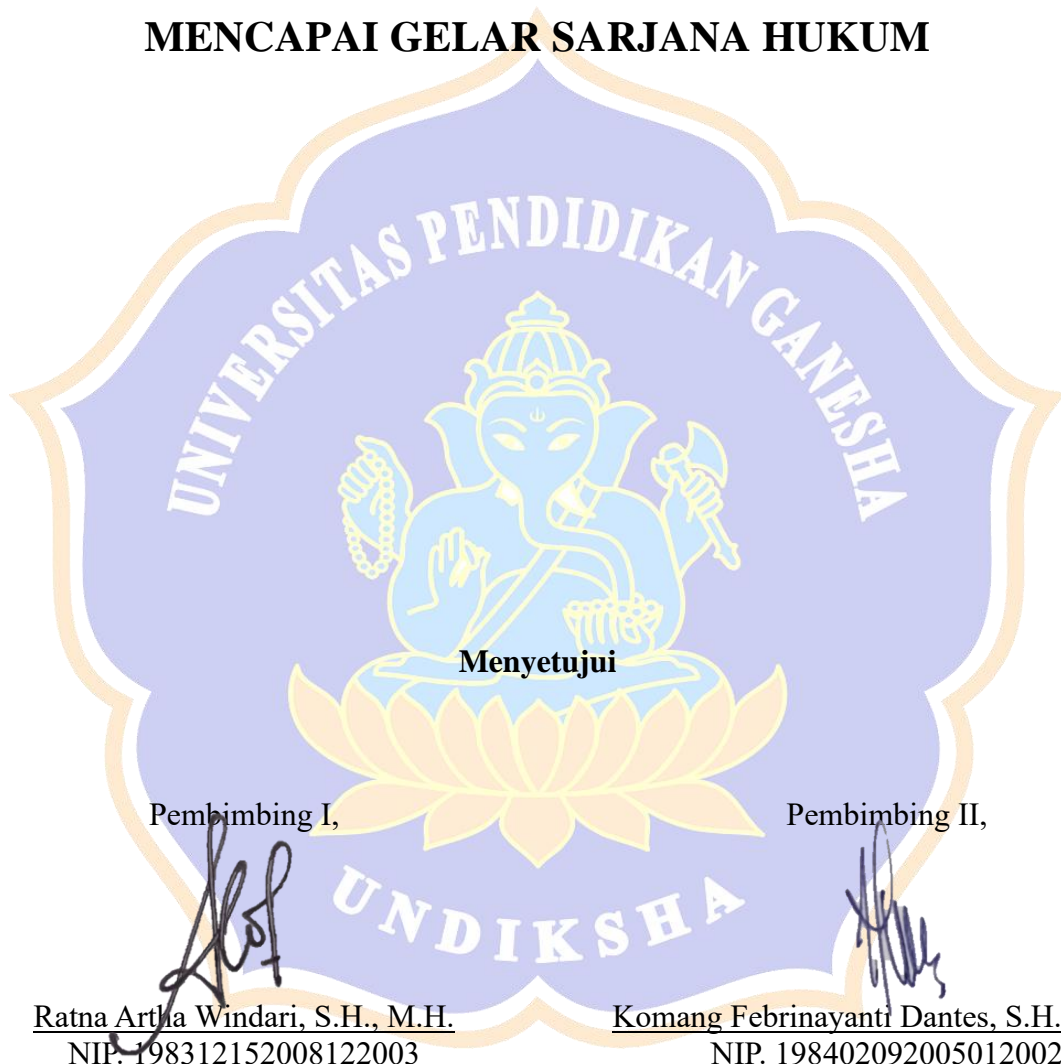 MENCAPAI GELAR SARJANA HUKUM
UNIVERSITAS PENDIDIKAN GANESHA
Menyetujui
Pembimbing I,
Pembimbing II,
UNDIKSHA
Ratna Artha Windari, S.H., M.H.
Komang Febrinayanti Dantes, S.H.
NIP. 198312152008122003
NIP. 198402092005012002